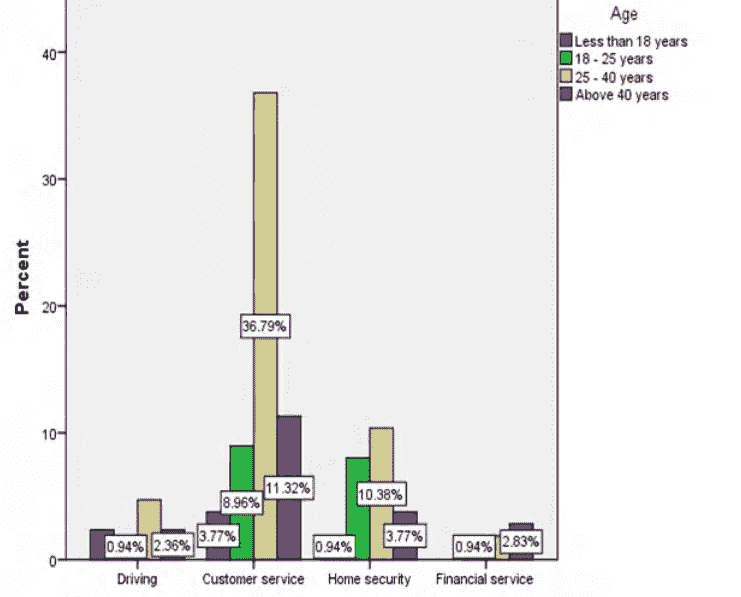 Age
Less than 18 years
18 - 25 years
25 - 40 years
Above 40 years
Percent
40
30
20
10
0
36.79%
11.32%
8.96%
10.38%
3.77%
3.77%
0.94%
2.36%
0.94%
0.94%
2.83%
Driving
Customer service
Home security
Financial service